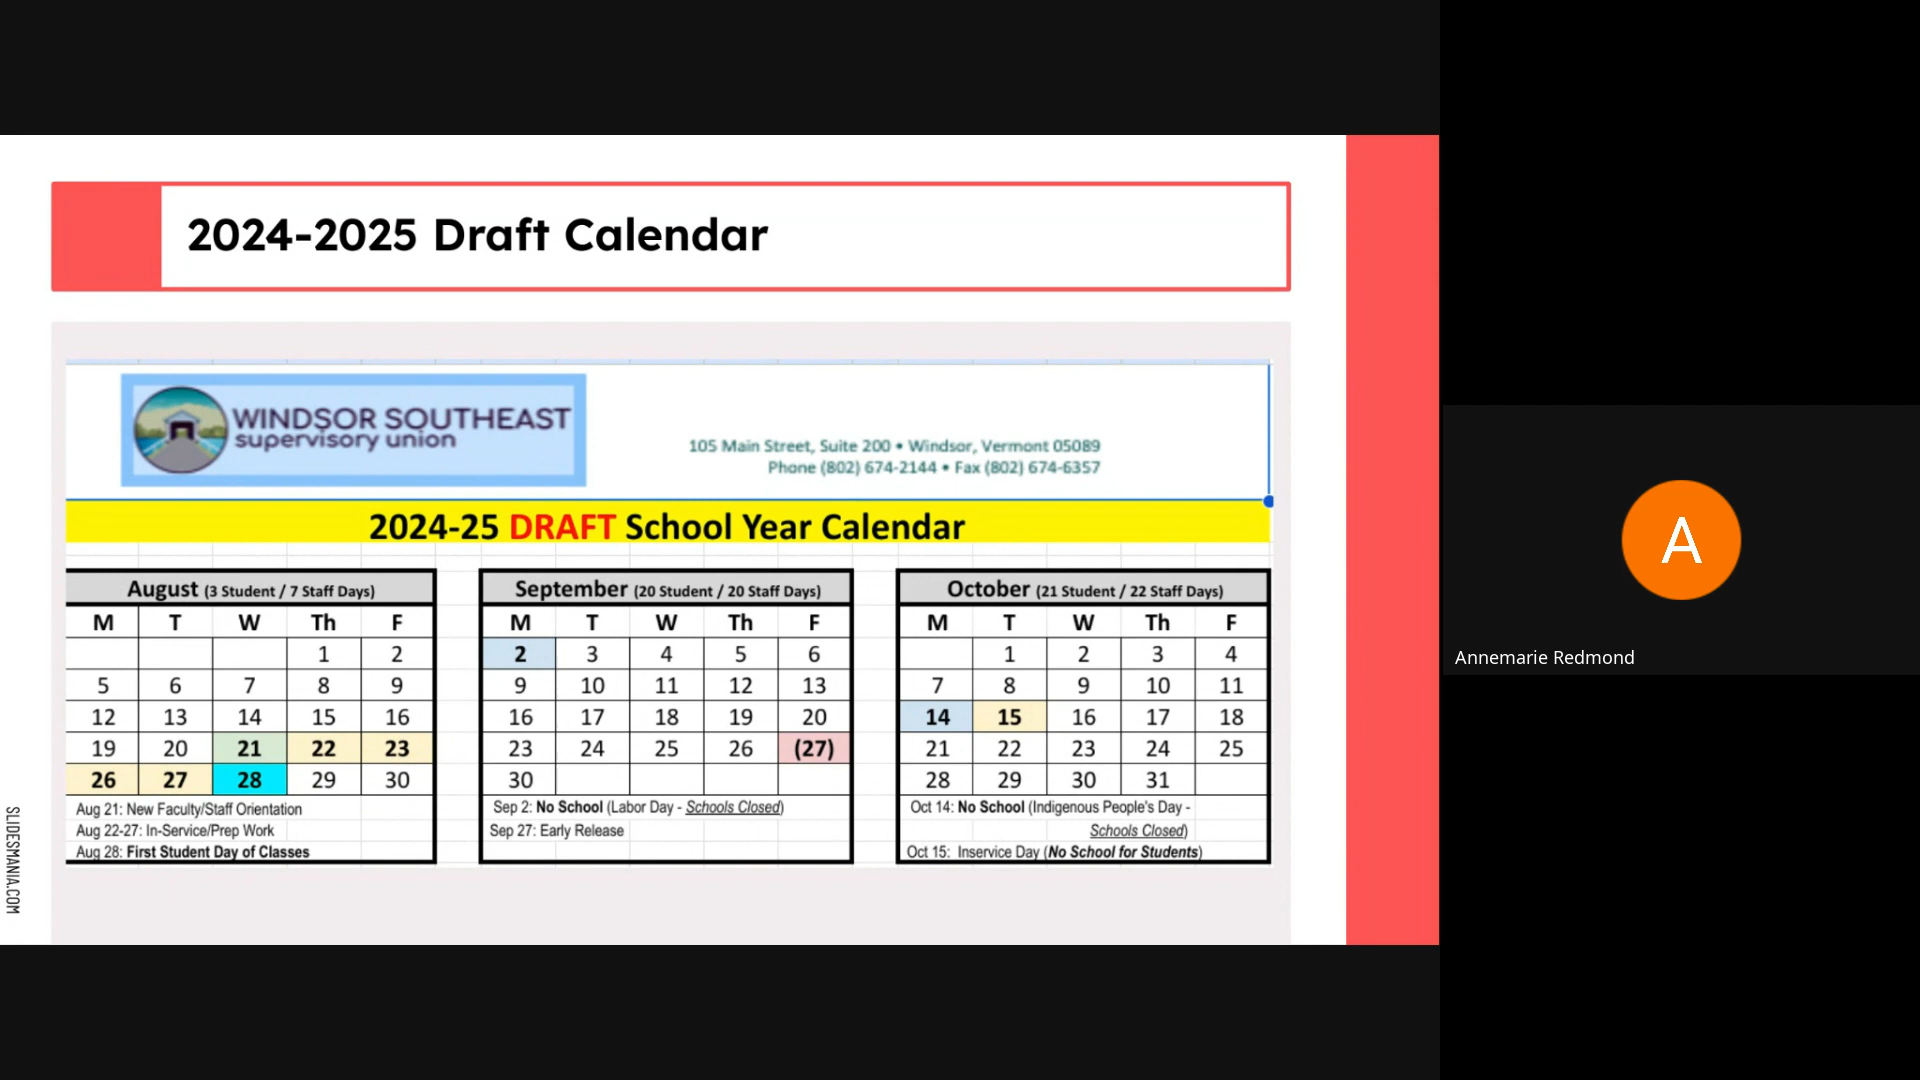 2024-2025 Draft Calendar
WINDSOR SOUTHEAST
supervisory union
105 Main Street, Suite 200 • Windsor, Vermont 05089
Phone (802) 674-2144 • Fax (802) 674-6357
2024-25 DRAFT School Year Calendar
August (3 Student / 7 Staff Days)
M T W Th F
1 2
5 6 7 8 9
12 13 14 15 16
19 20 21 22 23
26 27 28 29 30
Aug 21: New Faculty/Staff Orientation
Aug 22-27: In-Service/Prep Work
Aug 28: First Student Day of Classes
September (20 Student / 20 Staff Days)
M T W Th F
2 3 4 5 6
9 10 11 12 13
16 17 18 19 20
23 24 25 26 (27)
30
Sep 2: No School (Labor Day - Schools Closed)
Sep 27: Early Release
October (21 Student / 22 Staff Days)
M T W Th F
1 2 3 4
7 8 9 10 11
14 15 16 17 18
21 22 23 24 25
28 29 30 31
Oct 14: No School (Indigenous People's Day -
Schools Closed)
Oct 15: Inservice Day (No School for Students)
SLIDESMANIA.COM
A
Annemarie Redmond